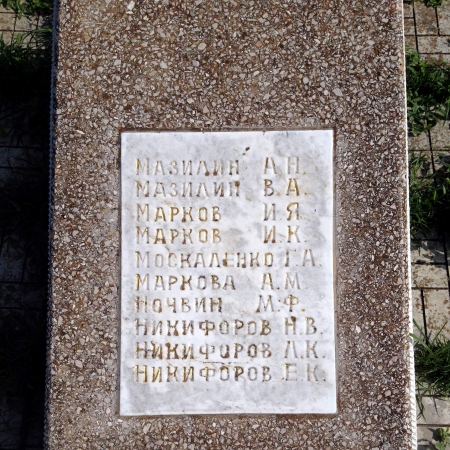 МАЗИЛИН А.Н.
МАЗИЛИН В.А.
МАРКОВ И.Я.
МАРКОВ И.К.
МОСКАЛЕНКО Г.А.
МАРКОВА А.М.
НОЧВИН М.Ф.
НИКИФОРОВ Н.В.
НИКИФОРОВ Л.К.
НИКИФОРОВ Е.К.